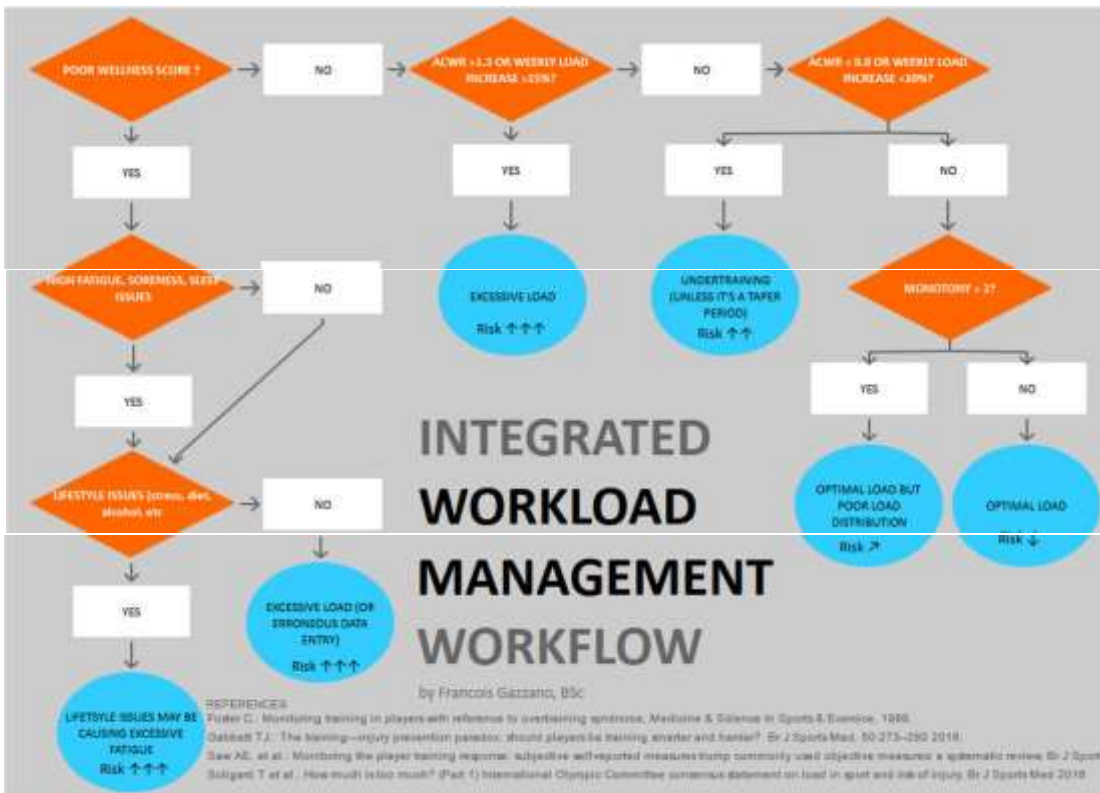 POOR WELLNESS SCORE ?
NO
ACWR >1.3 OR WEEKLY LOAD
INCREASE >15%?
NO
ACWR < 0.8 OR WEEKLY LOAD
INCREASE <10%?
YES
YES
YES
NO
HIGH FATIGUE, SORENESS, SLEEP
ISSUES
NO
EXCESSIVE LOAD
Risk ↑↑↑
UNDERTRAINING
(UNLESS IT'S A TAPER
PERIOD)
Risk ↑↑
MONOTONY > 2?
YES
YES
NO
LIFESTYLE ISSUES (stress, diet,
alcohol, etc
NO
OPTIMAL LOAD BUT
POOR LOAD
DISTRIBUTION
Risk ↗
OPTIMAL LOAD
Risk ↓
YES
EXCESSIVE LOAD (OR
ERRONEOUS DATA
ENTRY)
Risk ↑↑↑
LIFETSYLE ISSUES MAY BE
CAUSING EXCESSIVE
FATIGUE
Risk ↑↑↑
INTEGRATED
WORKLOAD
MANAGEMENT
WORKFLOW
by Francois Gazzano, BSc
REFERENCES
Foster C.: Monitoring training in players with reference to overtraining syndrome, Medicine & Science in Sports & Exercise, 1998.
Gabbett TJ.: The training—injury prevention paradox: should players be training smarter and harder? Br J Sports Med. 50:273–280 2016.
Saw AE, et al.: Monitoring the player training response: subjective self-reported measures trump commonly used objective measures: a systematic review. Br J Sport
Soligard T et al.: How much is too much? (Part 1) International Olympic Committee consensus statement on load in sport and risk of injury. Br J Sports Med 2016